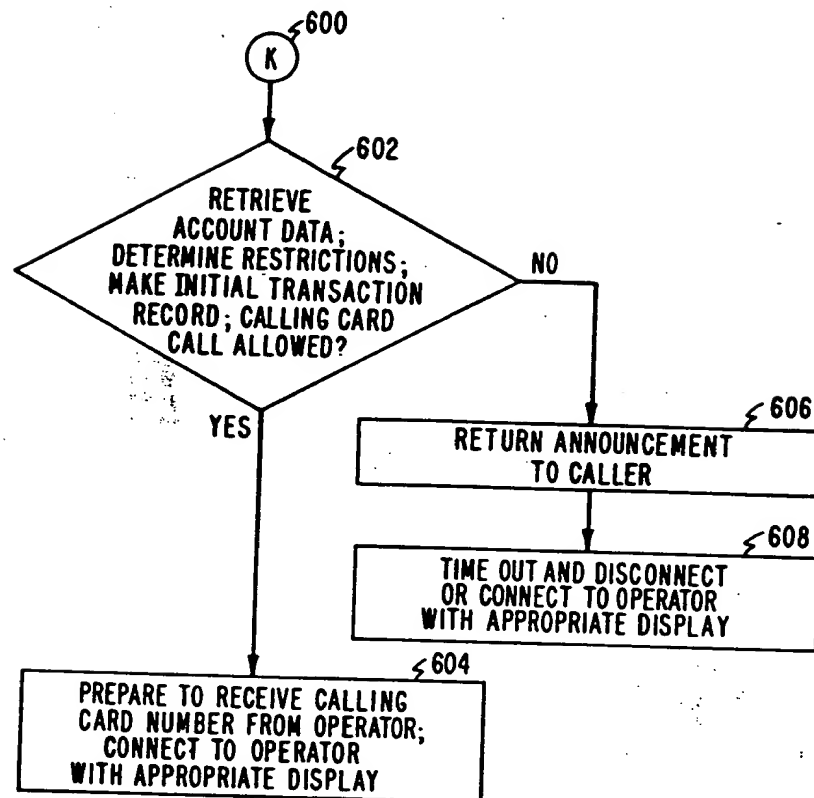 600
K
602
RETRIEVE
ACCOUNT DATA;
DETERMINE RESTRICTIONS;
MAKE INITIAL TRANSACTION
RECORD; CALLING CARD
CALL ALLOWED?
NO
YES
606
RETURN ANNOUNCEMENT
TO CALLER
608
TIME OUT AND DISCONNECT
OR CONNECT TO OPERATOR
WITH APPROPRIATE DISPLAY
604
PREPARE TO RECEIVE CALLING
CARD NUMBER FROM OPERATOR;
CONNECT TO OPERATOR
WITH APPROPRIATE DISPLAY